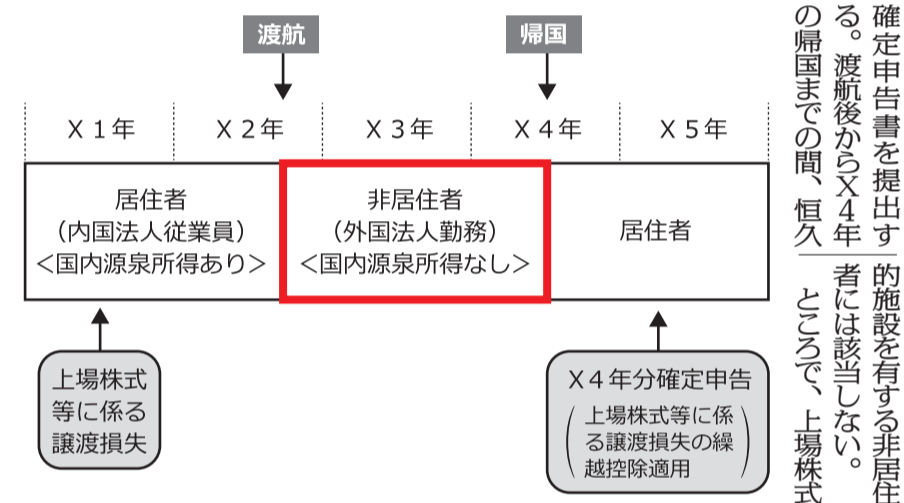 確定申告書を提出す
る。渡航後からX4年
の帰国までの間、恒久
的施設を有する非居住
者には該当しない。
ところで、上場株式
渡航
帰国
X1年
X2年
X3年
X4年
X5年
居住者
(内国法人従業員)
<国内源泉所得あり>
非居住者
(外国法人勤務)
<国内源泉所得なし>
居住者
上場株式
等に係る
譲渡損失
X4年分確定申告
(上場株式等に係
る譲渡損失の繰
越控除適用)